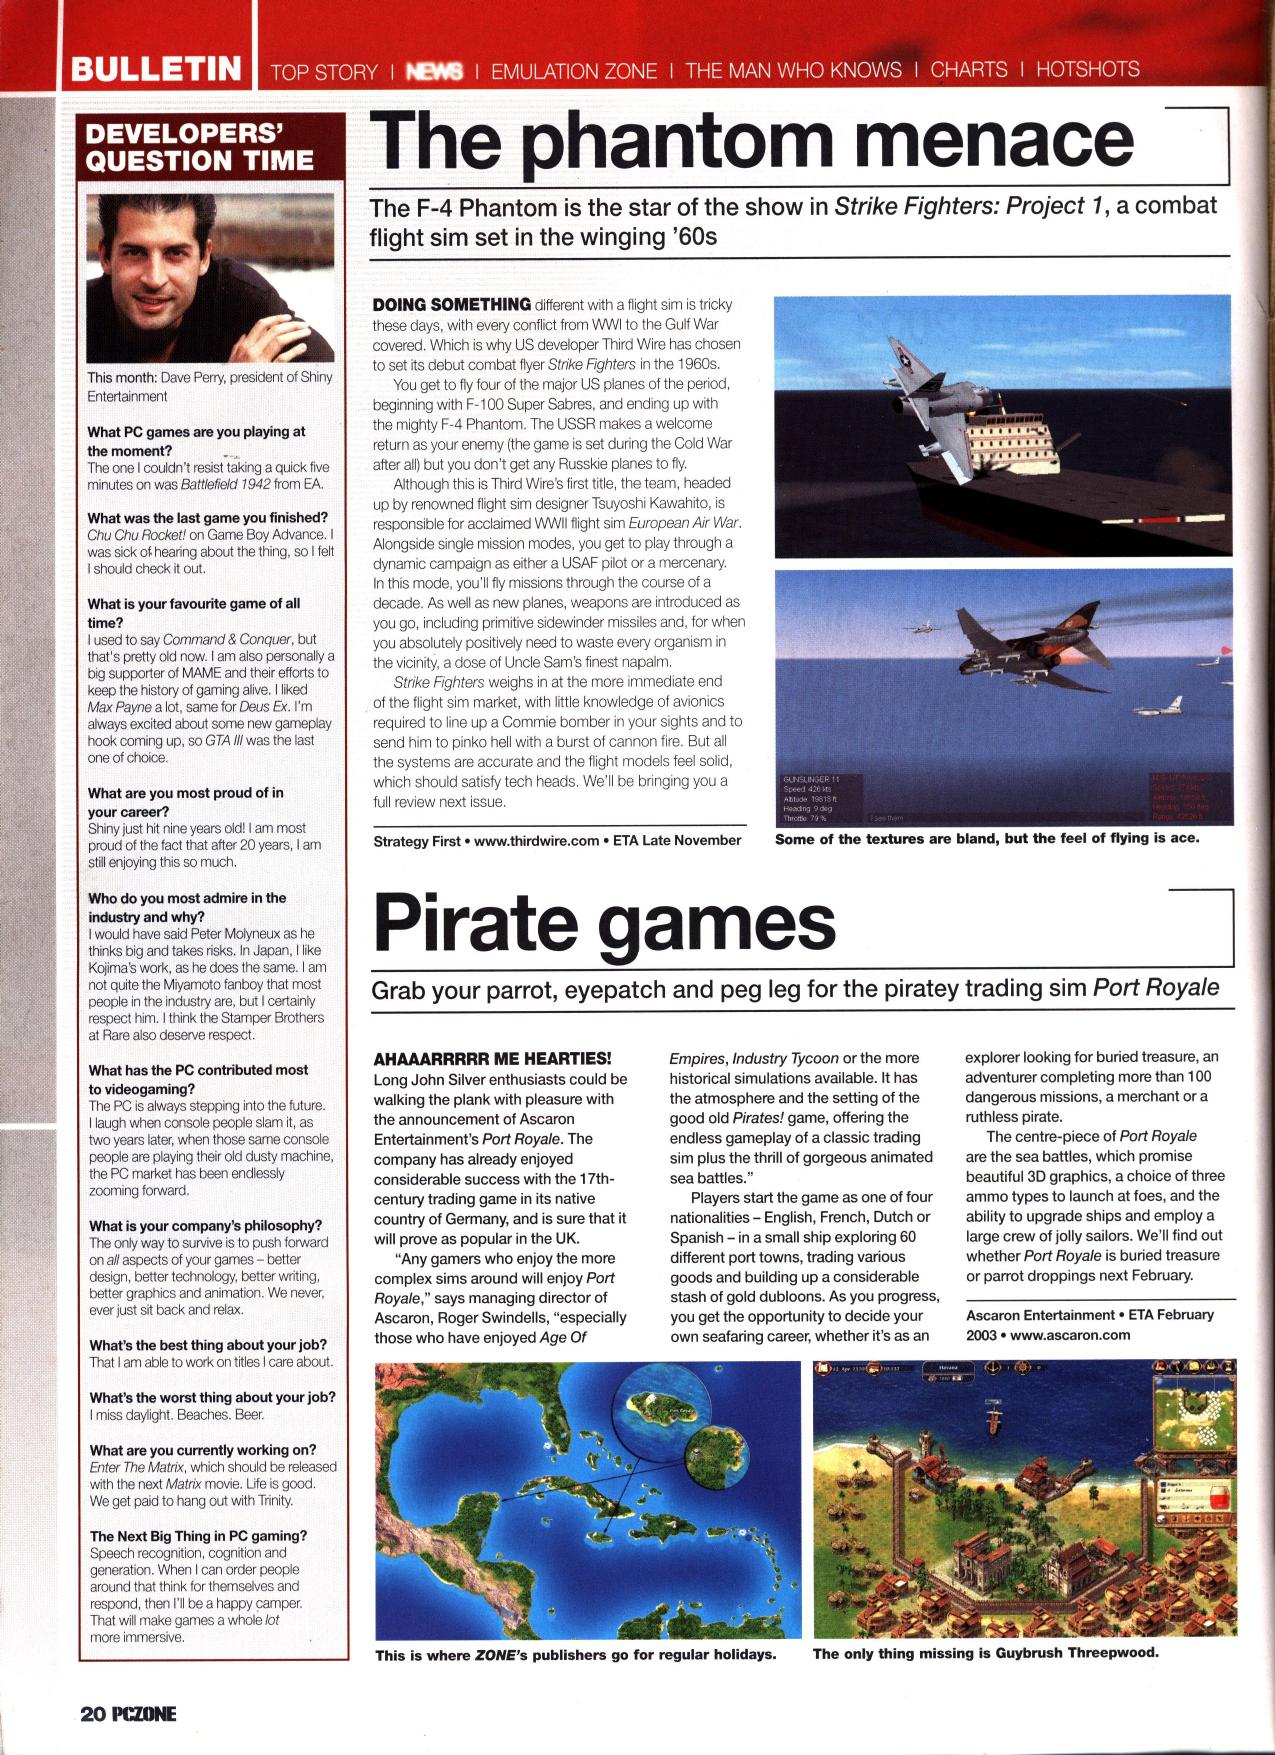 BULLETIN
TOP STORY | NEWS | EMULATION ZONE | THE MAN WHO KNOWS | CHARTS | HOTSHOTS
DEVELOPERS'
QUESTION TIME
This month: Dave Perry, president of Shiny
Entertainment
What PC games are you playing at
the moment?
The one I couldn't resist taking a quick five
minutes on was Battlefield 1942 from EA.
What was the last game you finished?
Chu Chu Rocket! on Game Boy Advance. I
was sick of hearing about the thing, so I felt
I should check it out.
What is your favourite game of all
time?
I used to say Command & Conquer, but
that's pretty old now. I am also personally a
big supporter of MAME and their efforts to
keep the history of gaming alive. I liked
Max Payne a lot, same for Deus Ex. I'm
always excited about some new gameplay
hook coming up, so GTA III was the last
one of choice.
What are you most proud of in
your career?
Shiny just hit nine years old! I am most
proud of the fact that after 20 years, I am
still enjoying this so much.
Who do you most admire in the
industry and why?
I would have said Peter Molyneux as he
thinks big and takes risks. In Japan, I like
Kojima's work, as he does the same. I am
not quite the Miyamoto fanboy that most
people in the industry are, but I certainly
respect him. I think the Stamper Brothers
at Rare also deserve respect.
What has the PC contributed most
to videogaming?
The PC is always stepping into the future.
I laugh when console people slam it, as
two years later, when those same console
people are playing their old dusty machine,
the PC market has been endlessly
zooming forward.
What is your company's philosophy?
The only way to survive is to push forward
on all aspects of your games – better
design, better technology, better writing,
better graphics and animation. We never,
ever just sit back and relax.
What's the best thing about your job?
That I am able to work on titles I care about.
What's the worst thing about your job?
I miss daylight. Beaches. Beer.
What are you currently working on?
Enter The Matrix, which should be released
with the next Matrix movie. Life is good.
We get paid to hang out with Trinity.
The Next Big Thing in PC gaming?
Speech recognition, cognition and
generation. When I can order people
around that think for themselves and
respond, then I'll be a happy camper.
That will make games a whole lot
more immersive.
The phantom menace
The F-4 Phantom is the star of the show in Strike Fighters: Project 1, a combat
flight sim set in the winging '60s
DOING SOMETHING different with a flight sim is tricky
these days, with every conflict from WWI to the Gulf War
covered. Which is why US developer Third Wire has chosen
to set its debut combat flyer Strike Fighters in the 1960s.
You get to fly four of the major US planes of the period,
beginning with F-100 Super Sabres, and ending up with
the mighty F-4 Phantom. The USSR makes a welcome
return as your enemy (the game is set during the Cold War
after all) but you don't get any Russkie planes to fly.
Although this is Third Wire's first title, the team, headed
up by renowned flight sim designer Tsuyoshi Kawahito, is
responsible for acclaimed WWII flight sim European Air War.
Alongside single mission modes, you get to play through a
dynamic campaign as either a USAF pilot or a mercenary.
In this mode, you'll fly missions through the course of a
decade. As well as new planes, weapons are introduced as
you go, including primitive sidewinder missiles and, for when
you absolutely positively need to waste every organism in
the vicinity, a dose of Uncle Sam's finest napalm.
Strike Fighters weighs in at the more immediate end
of the flight sim market, with little knowledge of avionics
required to line up a Commie bomber in your sights and to
send him to pinko hell with a burst of cannon fire. But all
the systems are accurate and the flight models feel solid,
which should satisfy tech heads. We'll be bringing you a
full review next issue.
Strategy First • www.thirdwire.com • ETA Late November
GUNSLINGER 11
Speed: 426 kts
Altitude: 19818 ft
Heading: 9 deg
Throttle: 79 %
I see them
Some of the textures are bland, but the feel of flying is ace.
Pirate games
Grab your parrot, eyepatch and peg leg for the piratey trading sim Port Royale
AHAAARRRRR ME HEARTIES!
Long John Silver enthusiasts could be
walking the plank with pleasure with
the announcement of Ascaron
Entertainment's Port Royale. The
company has already enjoyed
considerable success with the 17th-
century trading game in its native
country of Germany, and is sure that it
will prove as popular in the UK.
"Any gamers who enjoy the more
complex sims around will enjoy Port
Royale," says managing director of
Ascaron, Roger Swindells, "especially
those who have enjoyed Age Of
Empires, Industry Tycoon or the more
historical simulations available. It has
the atmosphere and the setting of the
good old Pirates! game, offering the
endless gameplay of a classic trading
sim plus the thrill of gorgeous animated
sea battles."
Players start the game as one of four
nationalities – English, French, Dutch or
Spanish – in a small ship exploring 60
different port towns, trading various
goods and building up a considerable
stash of gold dubloons. As you progress,
you get the opportunity to decide your
own seafaring career, whether it's as an
explorer looking for buried treasure, an
adventurer completing more than 100
dangerous missions, a merchant or a
ruthless pirate.
The centre-piece of Port Royale
are the sea battles, which promise
beautiful 3D graphics, a choice of three
ammo types to launch at foes, and the
ability to upgrade ships and employ a
large crew of jolly sailors. We'll find out
whether Port Royale is buried treasure
or parrot droppings next February.
Ascaron Entertainment • ETA February
2003 • www.ascaron.com
Port Royale
Havana
This is where ZONE's publishers go for regular holidays.
The only thing missing is Guybrush Threepwood.
20 PCZONE